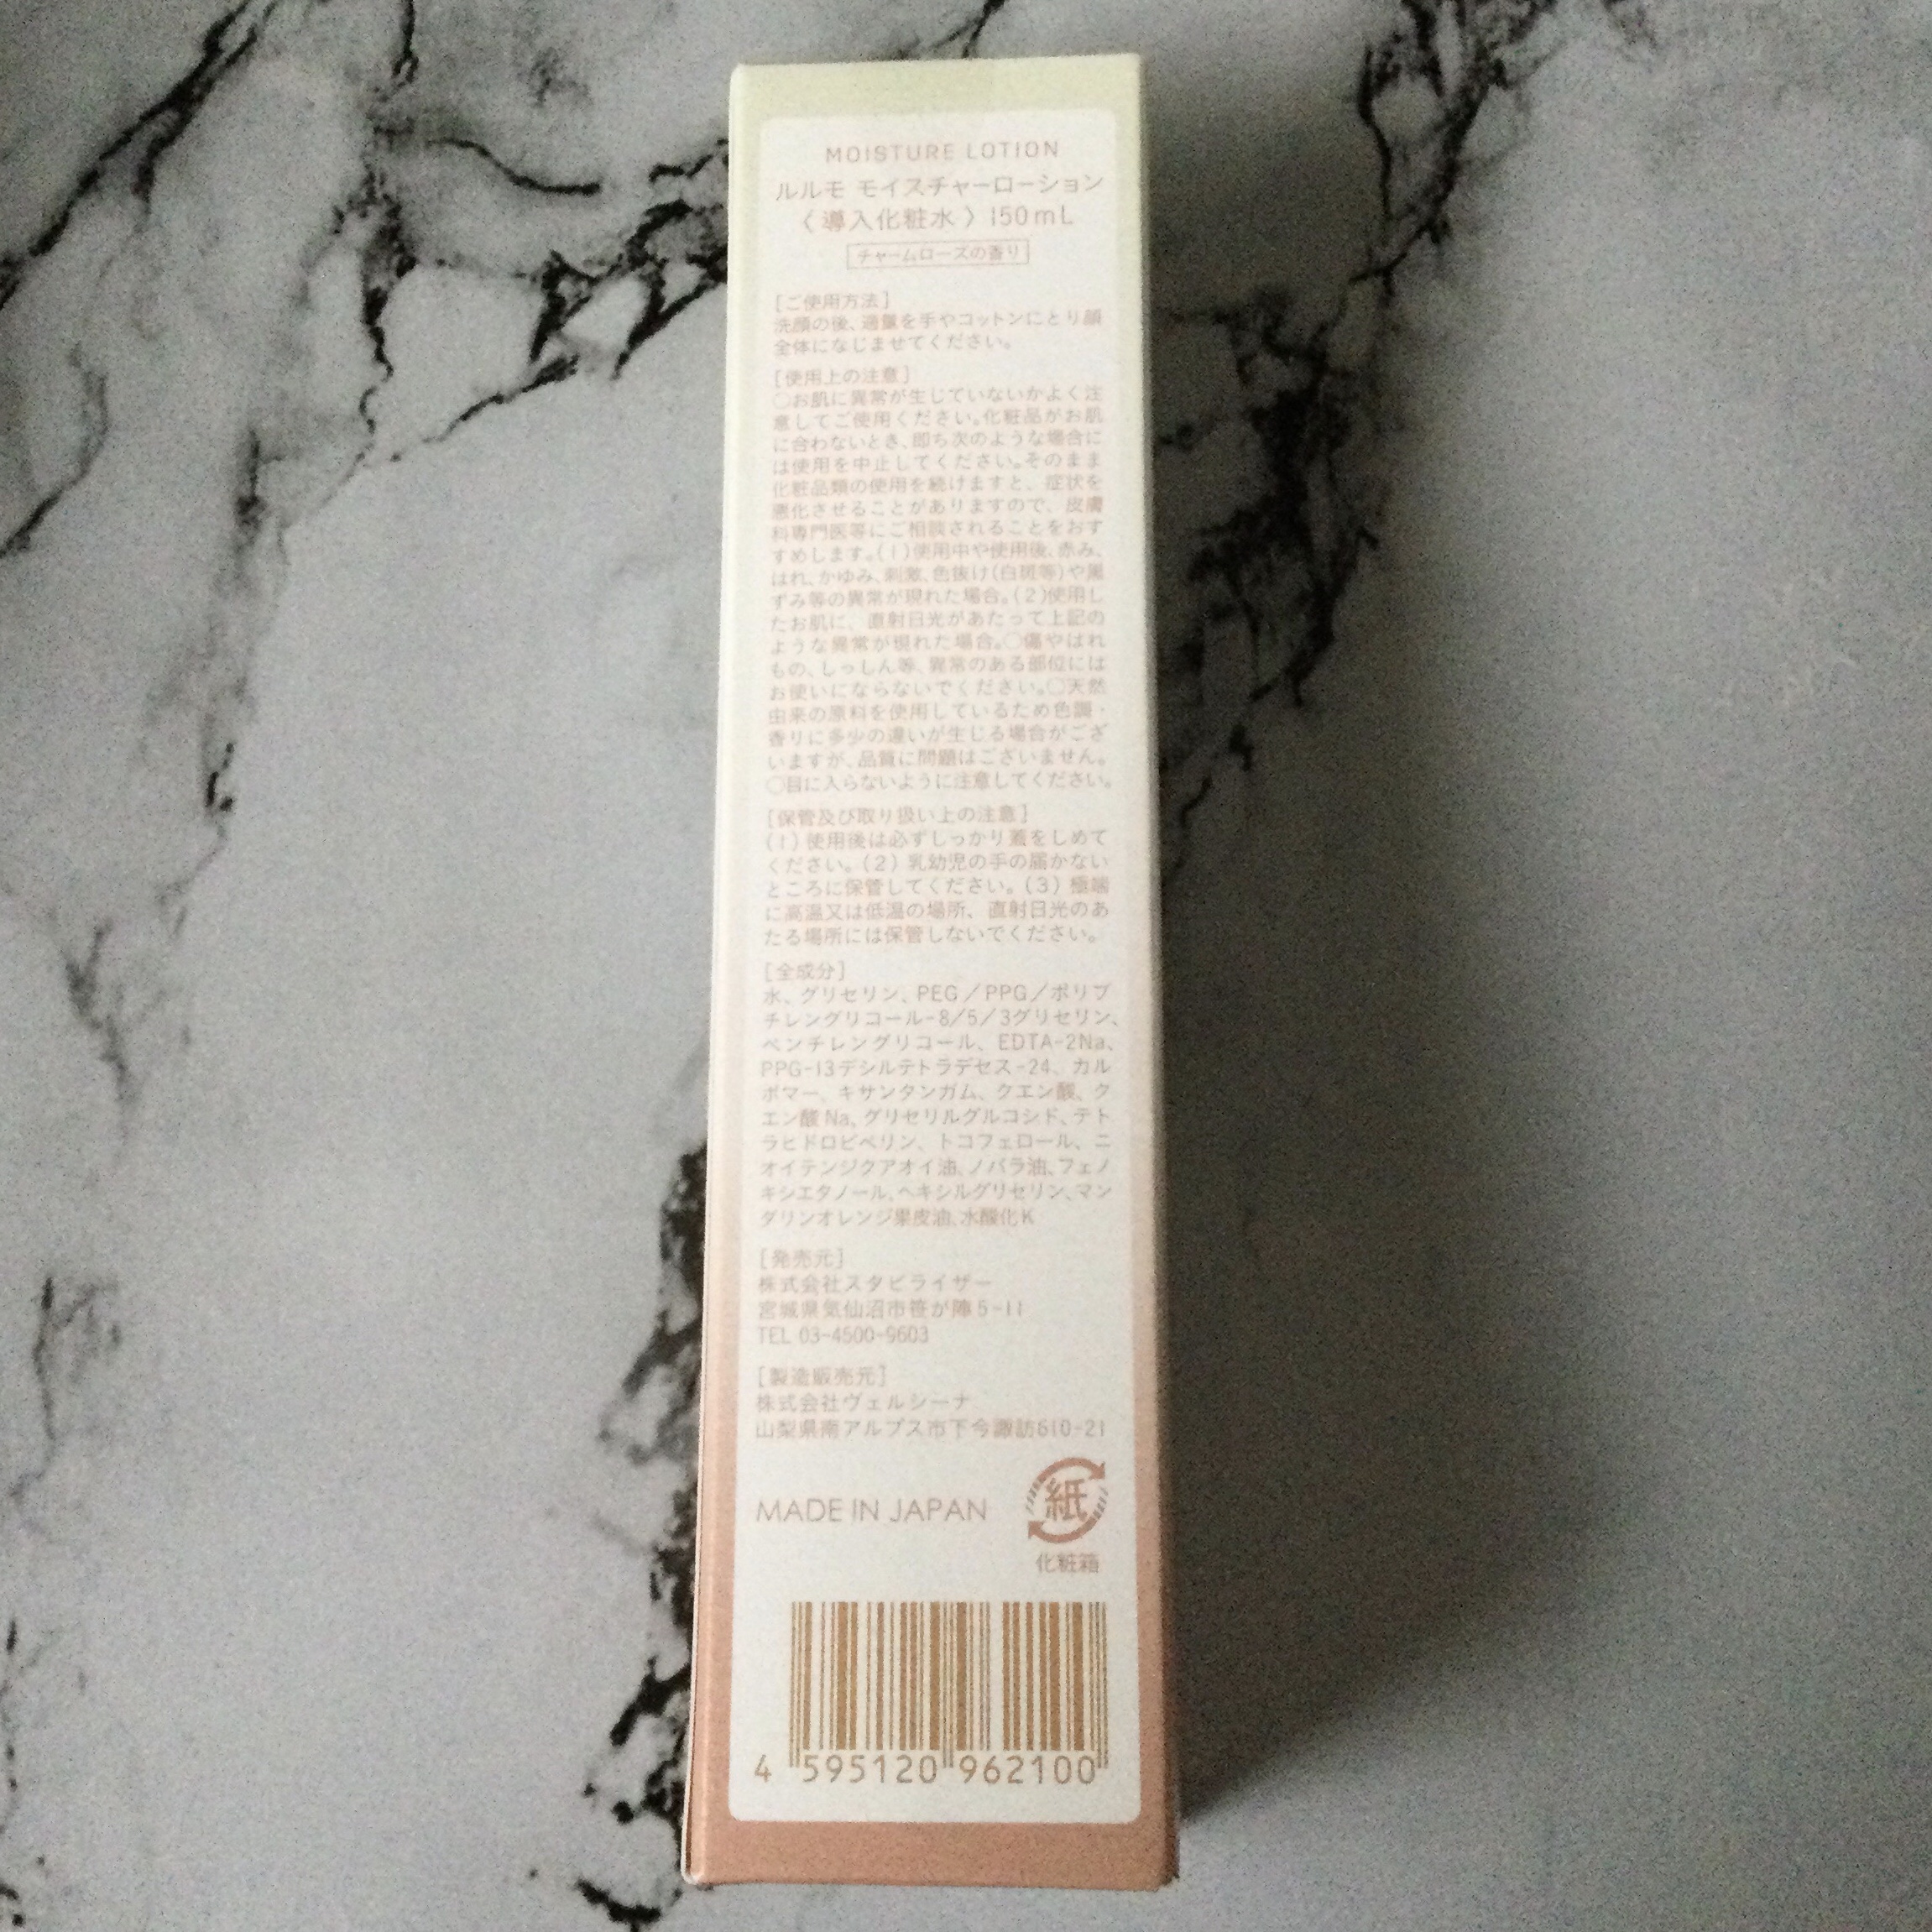 MOISTURE LOTION
ルルモ モイスチャーローション
〈導入化粧水〉150mL
チャームローズの香り
[ご使用方法]
洗顔の後、適量を手やコットンにとり顔
全体になじませてください。
[使用上の注意]
○お肌に異常が生じていないかよく注
意してご使用ください。化粧品がお肌
に合わないとき、即ち次のような場合に
は使用を中止してください。そのまま
化粧品類の使用を続けますと、症状を
悪化させることがありますので、皮膚
科専門医等にご相談されることをおす
すめします。(1)使用中や使用後、赤み、
はれ、かゆみ、刺激、色抜け(白斑等)や黒
ずみ等の異常が現れた場合。(2)使用し
たお肌に、直射日光があたって上記の
ような異常が現れた場合。○傷やはれ
もの、しっしん等、異常のある部位には
お使いにならないでください。○天然
由来の原料を使用しているため色調・
香りに多少の違いが生じる場合がござ
いますが、品質に問題はございません。
○目に入らないように注意してください。
[保管及び取り扱い上の注意]
(1) 使用後は必ずしっかり蓋をしめて
ください。(2) 乳幼児の手の届かない
ところに保管してください。(3) 極端
に高温又は低温の場所、直射日光のあ
たる場所には保管しないでください。
[全成分]
水、グリセリン、PEG/PPG/ポリブ
チレングリコール-8/5/3グリセリン、
ペンチレングリコール、EDTA-2Na、
PPG-13デシルテトラデセス-24、カル
ボマー、キサンタンガム、クエン酸、ク
エン酸Na、グリセリルグルコシド、テト
ラヒドロピペリン、トコフェロール、ニ
オイテンジクアオイ油、ノバラ油、フェノ
キシエタノール、ヘキシルグリセリン、マン
ダリンオレンジ果皮油、水酸化K
[発売元]
株式会社スタビライザー
宮城県気仙沼市笹が陣5-11
TEL 03-4500-9603
[製造販売元]
株式会社ヴェルシーナ
山梨県南アルプス市下今諏訪610-21
MADE IN JAPAN
紙
化粧箱
4 595120 962100